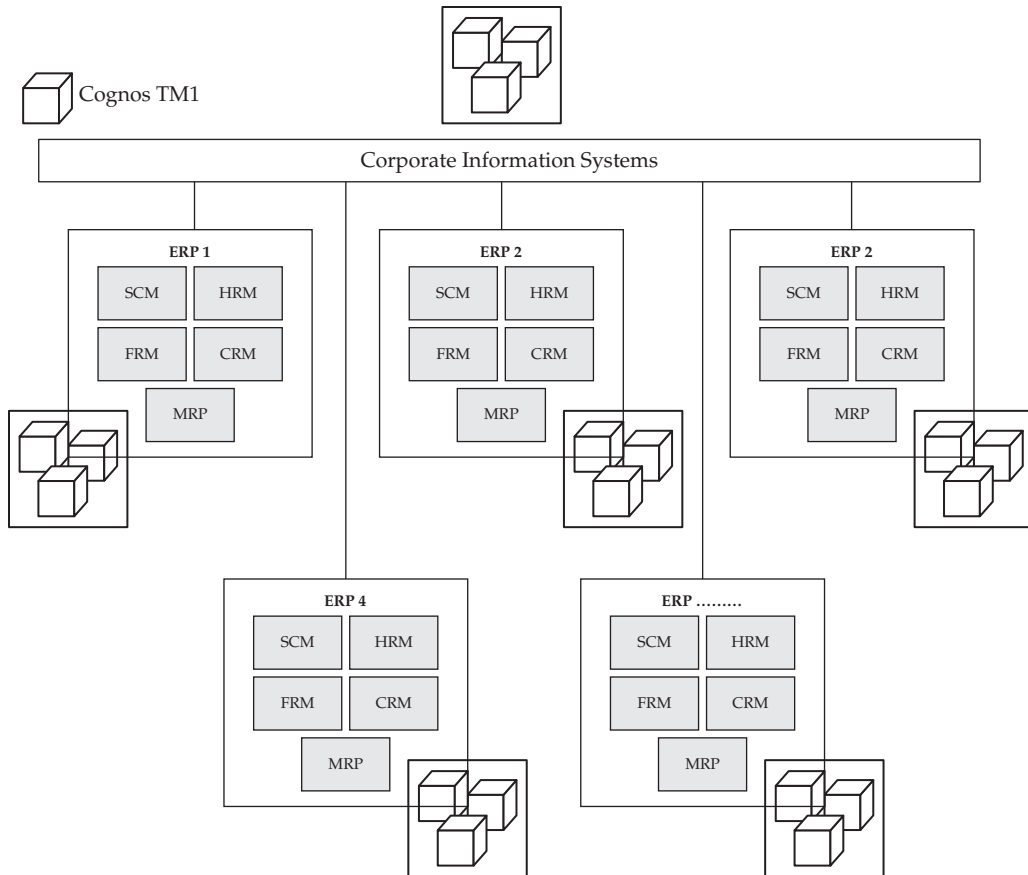 Cognos TM1
Corporate Information Systems
ERP 1
SCM HRM
FRM CRM
MRP
ERP 2
SCM HRM
FRM CRM
MRP
ERP 2
SCM HRM
FRM CRM
MRP
ERP 4
SCM HRM
FRM CRM
MRP
ERP .........
SCM HRM
FRM CRM
MRP